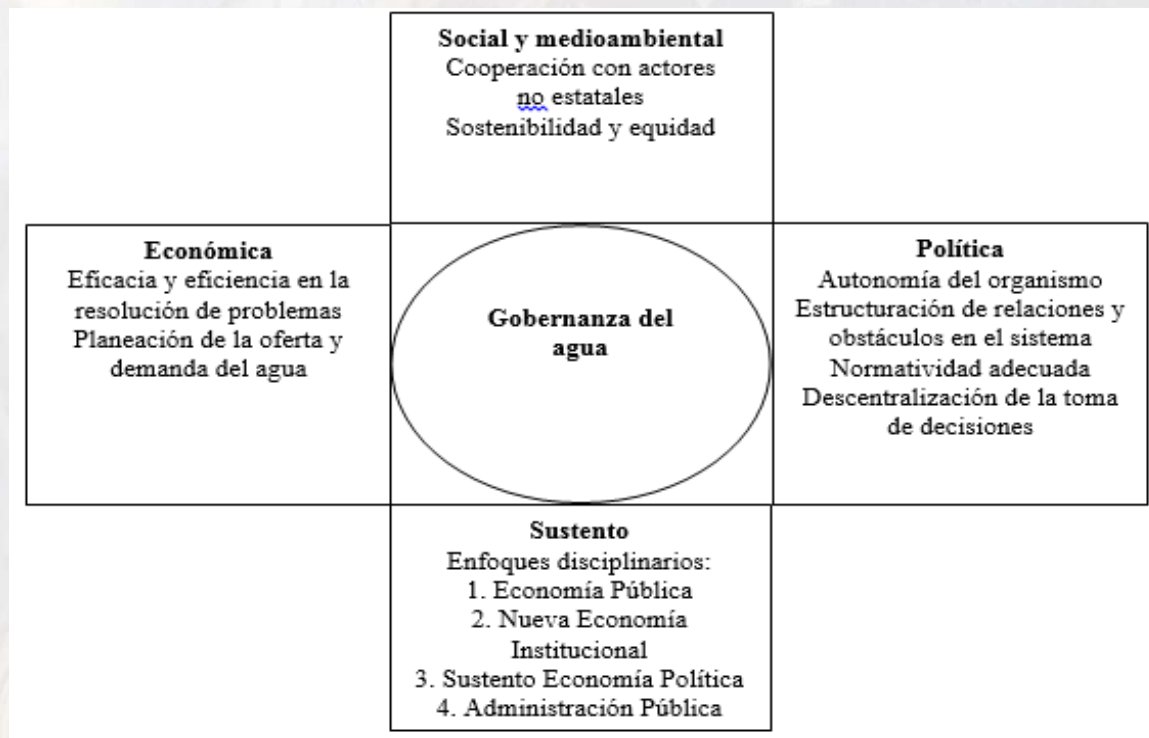 Social y medioambiental
Cooperación con actores
no estatales
Sostenibilidad y equidad
Económica
Eficacia y eficiencia en la
resolución de problemas
Planeación de la oferta y
demanda del agua
Gobernanza del
agua
Política
Autonomía del organismo
Estructuración de relaciones y
obstáculos en el sistema
Normatividad adecuada
Descentralización de la toma
de decisiones
Sustento
Enfoques disciplinarios:
1. Economía Pública
2. Nueva Economía
Institucional
3. Sustento Economía Política
4. Administración Pública